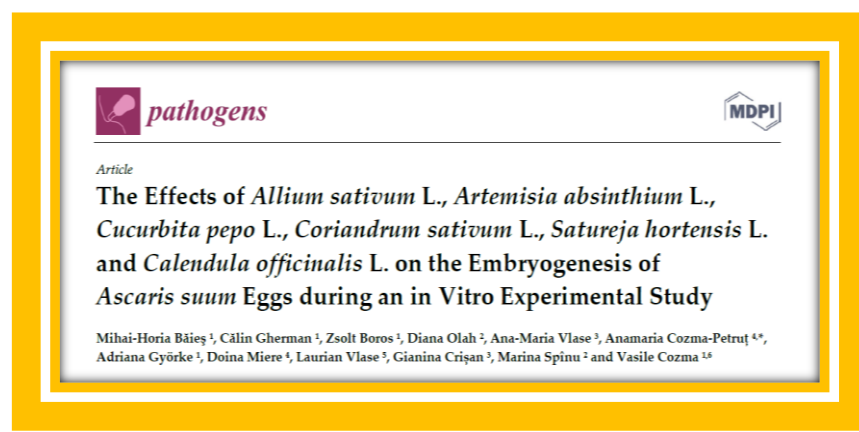 pathogens
MDPI
Article
The Effects of Allium sativum L., Artemisia absinthium L.,
Cucurbita pepo L., Coriandrum sativum L., Satureja hortensis L.
and Calendula officinalis L. on the Embryogenesis of
Ascaris suum Eggs during an in Vitro Experimental Study
Mihai-Horia Băieș ¹, Călin Gherman ¹, Zsolt Boros ¹, Diana Olah ², Ana-Maria Vlase ³, Anamaria Cozma-Petruț ⁴,*,
Adriana Györke ¹, Doina Miere ⁴, Laurian Vlase ⁵, Gianina Crișan ³, Marina Spînu ² and Vasile Cozma ¹,⁶